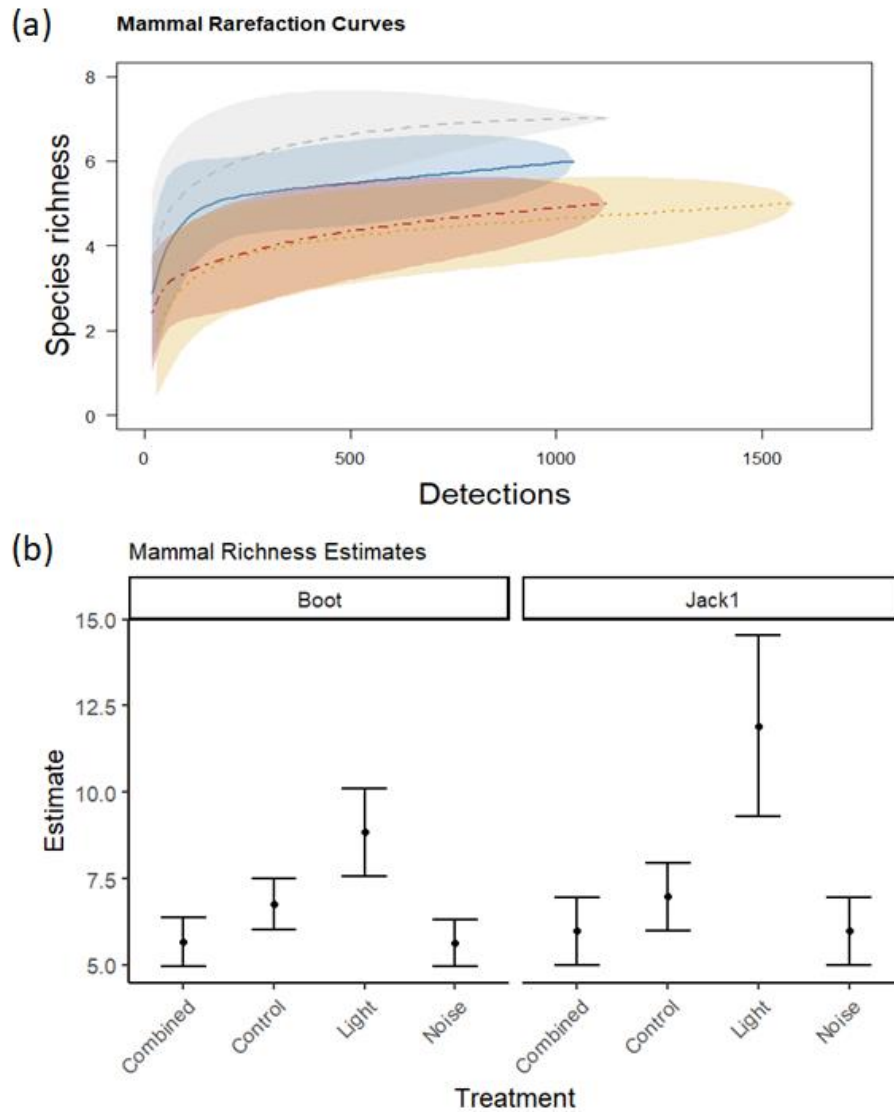 (a)
Mammal Rarefaction Curves
Species richness
8
6
4
2
0
0 500 1000 1500
Detections
(b)
Mammal Richness Estimates
Boot Jack1
Estimate
15.0
12.5
10.0
7.5
5.0
Combined Control Light Noise Combined Control Light Noise
Treatment